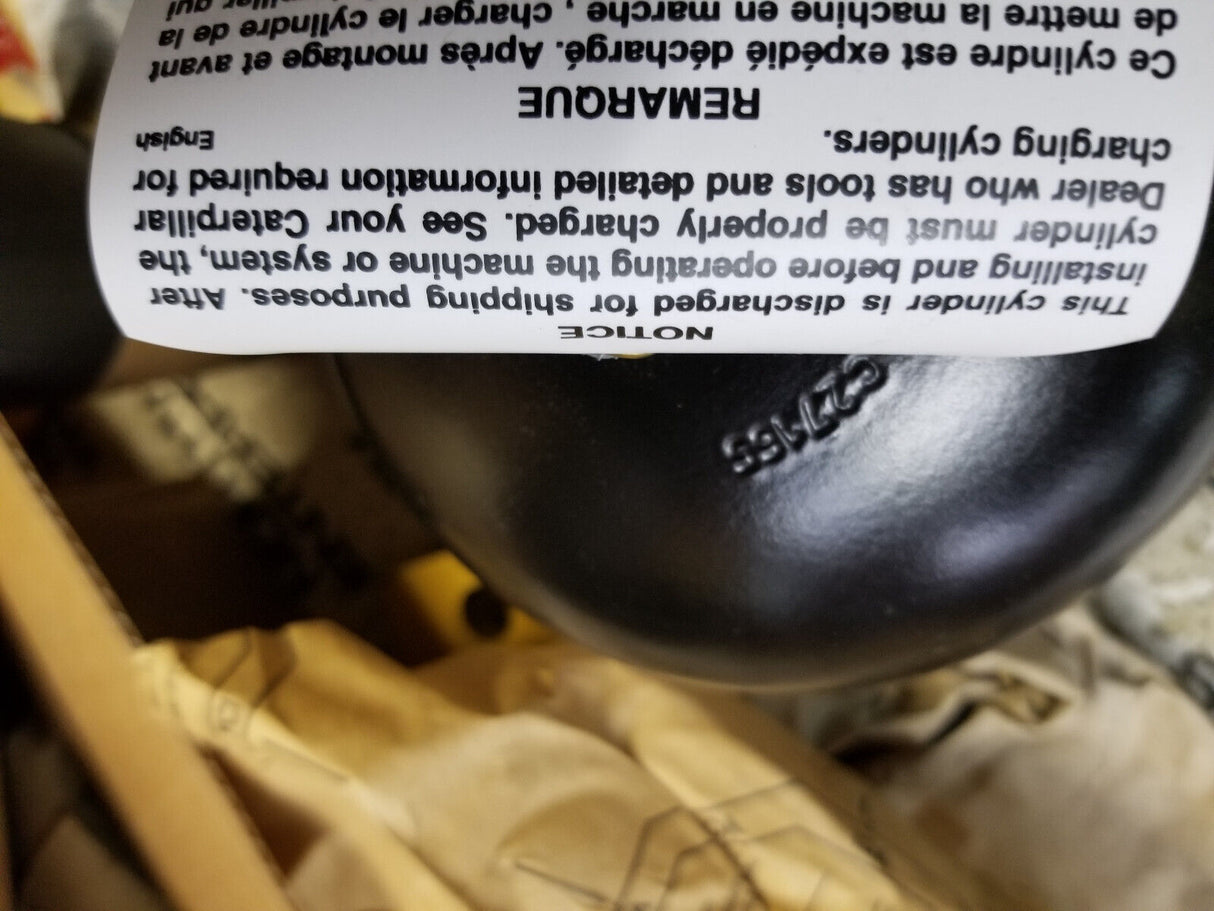 NOTICE
This cylinder is discharged for shipping purposes. After
installing and before operating the machine or system, the
cylinder must be properly charged. See your Caterpillar
Dealer who has tools and detailed information required for
charging cylinders.
Engish
REMARQUE
Ce cylindre est expédié déchargé. Après montage et avant
de mettre la machine en marche , charger le cylindre de la
qui
C27165